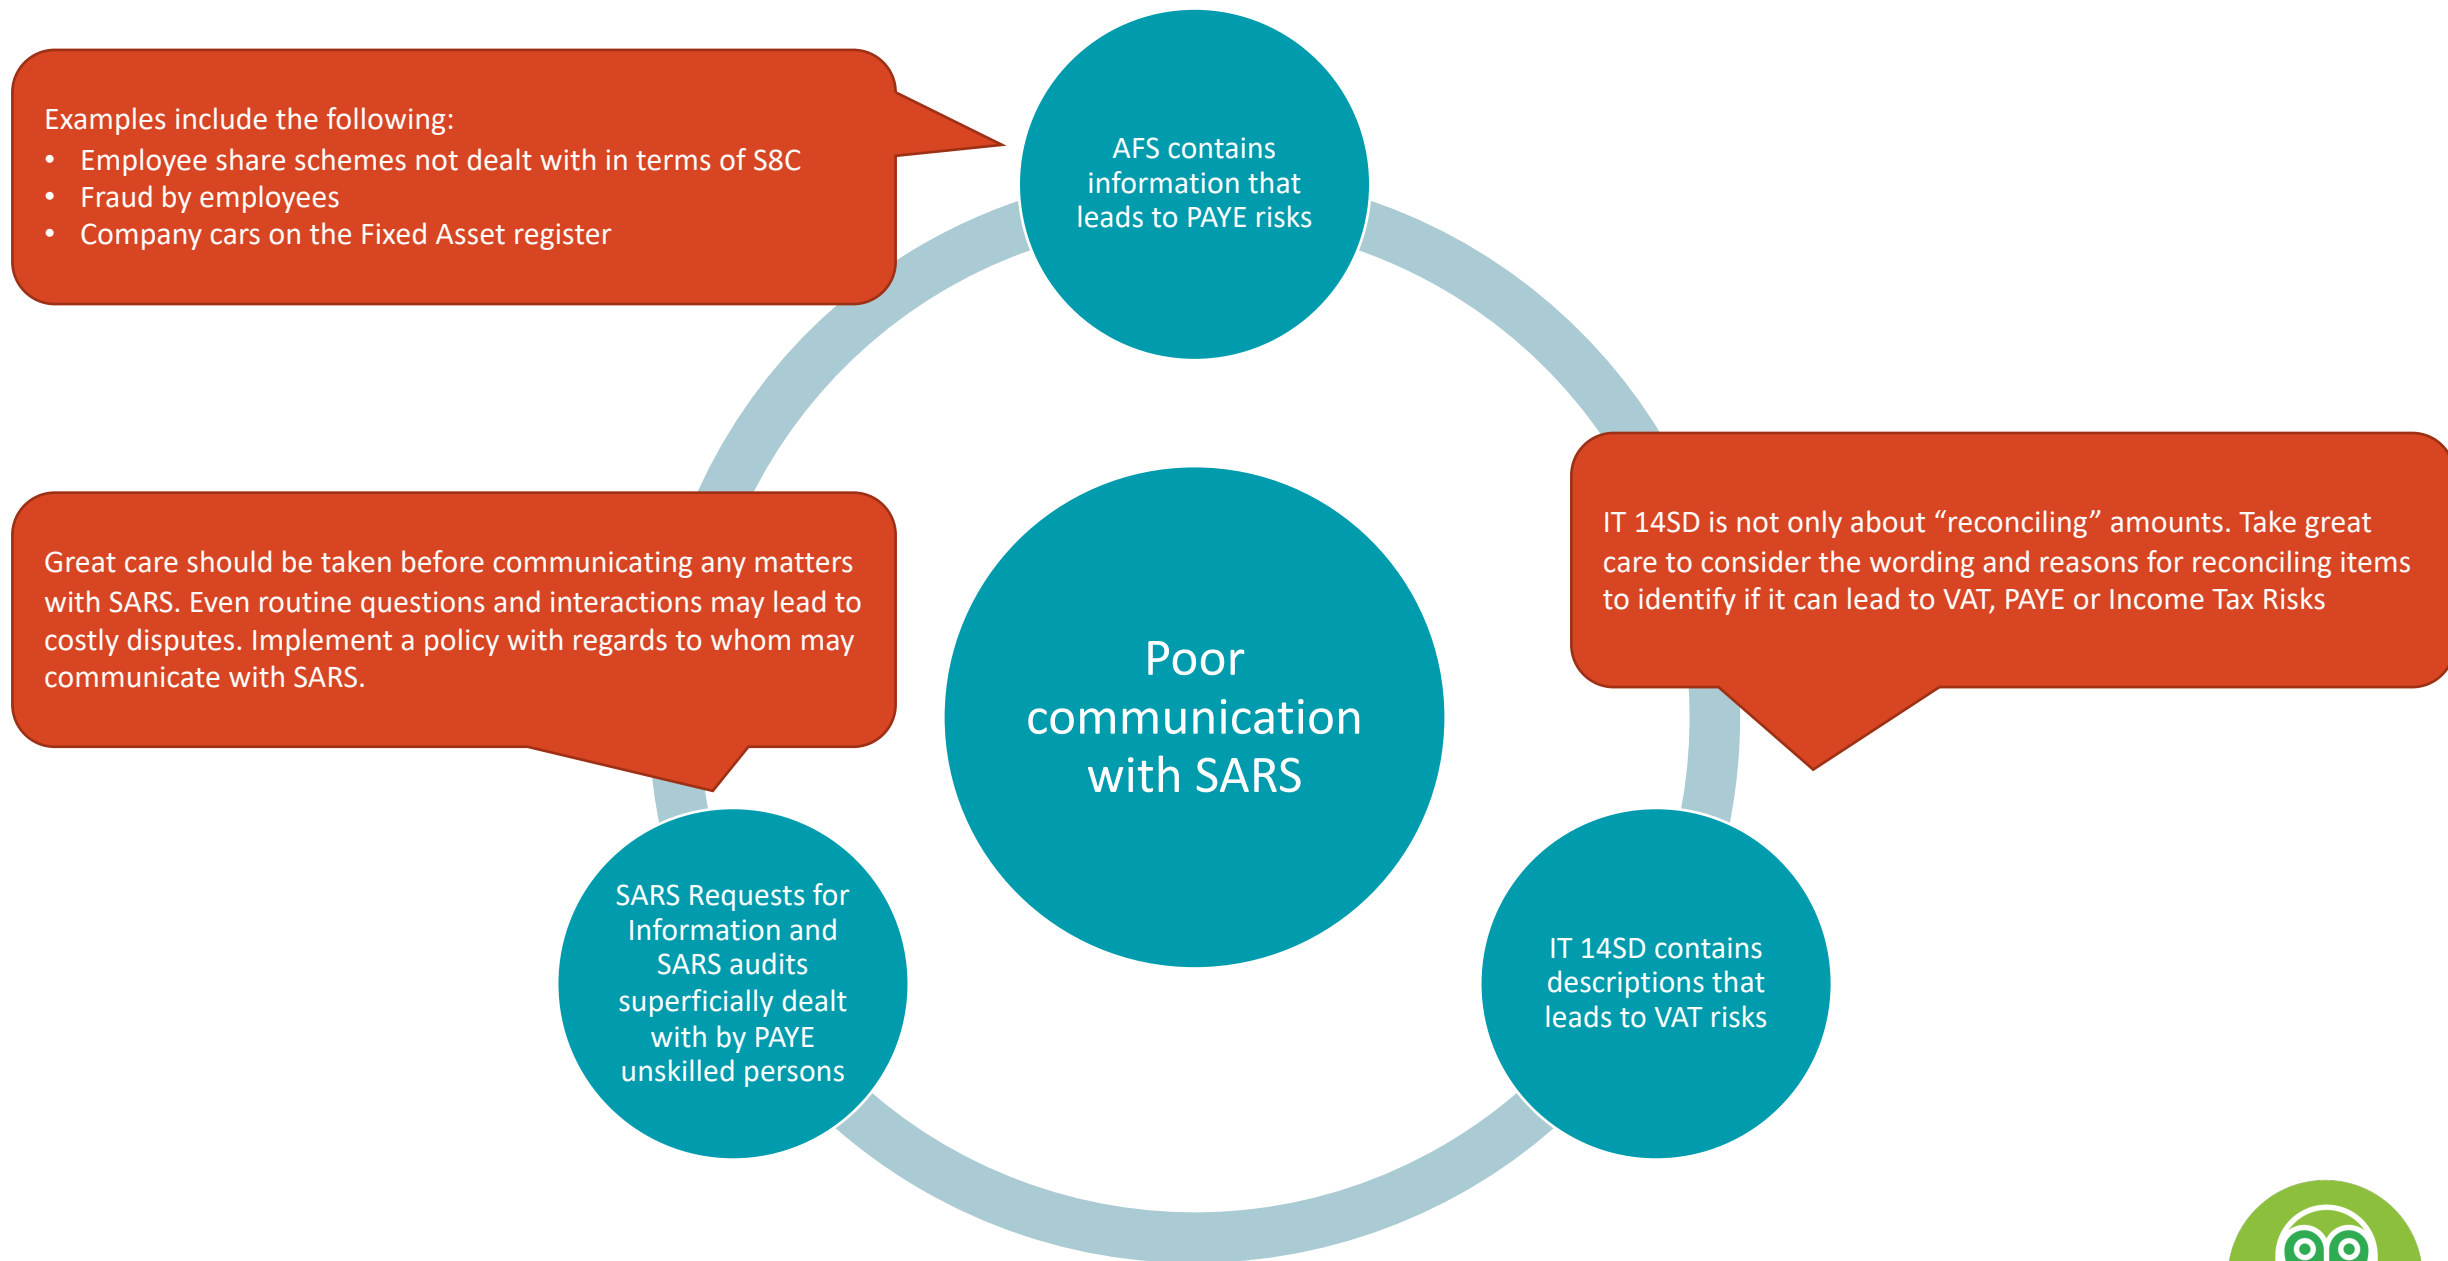 Examples include the following:
• Employee share schemes not dealt with in terms of S8C
• Fraud by employees
• Company cars on the Fixed Asset register
AFS contains
information that
leads to PAYE risks
Great care should be taken before communicating any matters
with SARS. Even routine questions and interactions may lead to
costly disputes. Implement a policy with regards to whom may
communicate with SARS.
Poor
communication
with SARS
IT 14SD is not only about “reconciling” amounts. Take great
care to consider the wording and reasons for reconciling items
to identify if it can lead to VAT, PAYE or Income Tax Risks
SARS Requests for
Information and
SARS audits
superficially dealt
with by PAYE
unskilled persons
IT 14SD contains
descriptions that
leads to VAT risks